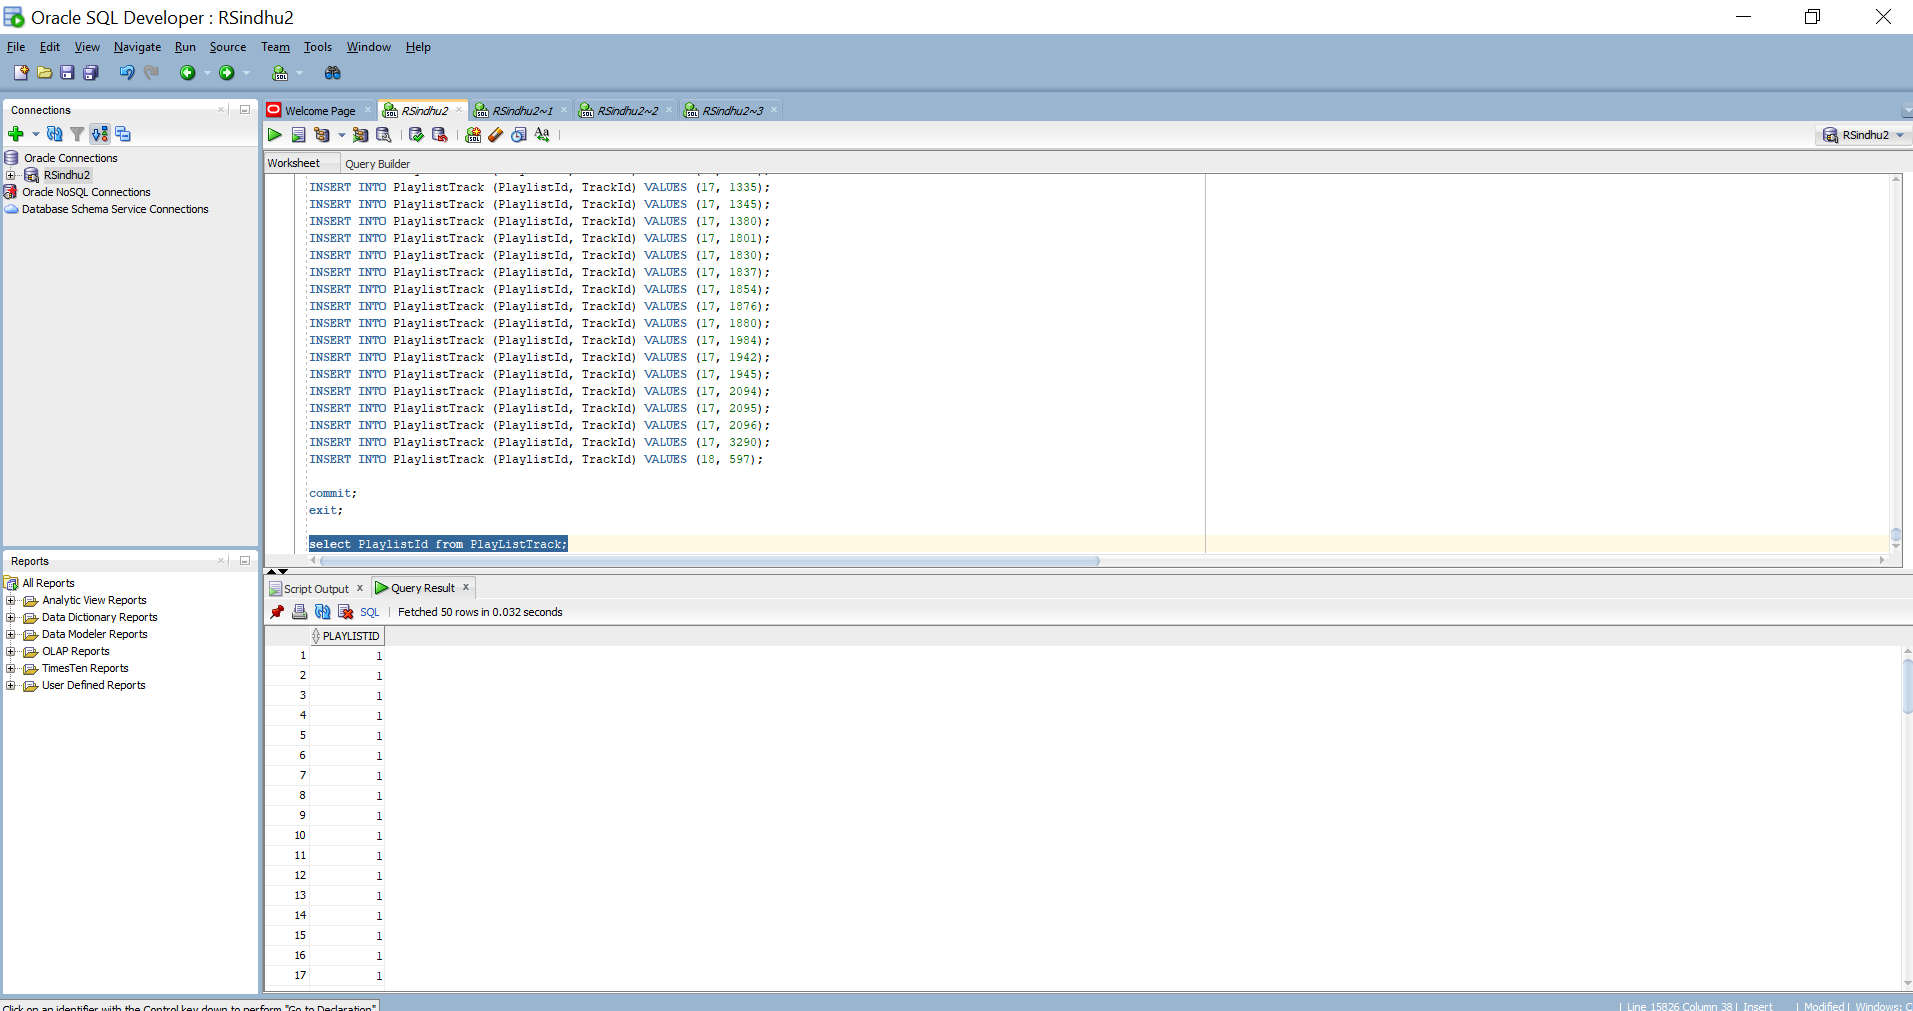 Oracle SQL Developer : RSindhu2
File Edit View Navigate Run Source Team Tools Window Help
Connections
Oracle Connections
RSindhu2
Oracle NoSQL Connections
Database Schema Service Connections
Reports
All Reports
Analytic View Reports
Data Dictionary Reports
Data Modeler Reports
OLAP Reports
TimesTen Reports
User Defined Reports
Welcome Page RSindhu2 RSindhu2~1 RSindhu2~2 RSindhu2~3
RSindhu2
Worksheet Query Builder
INSERT INTO PlaylistTrack (PlaylistId, TrackId) VALUES (17, 1335);
INSERT INTO PlaylistTrack (PlaylistId, TrackId) VALUES (17, 1345);
INSERT INTO PlaylistTrack (PlaylistId, TrackId) VALUES (17, 1380);
INSERT INTO PlaylistTrack (PlaylistId, TrackId) VALUES (17, 1801);
INSERT INTO PlaylistTrack (PlaylistId, TrackId) VALUES (17, 1830);
INSERT INTO PlaylistTrack (PlaylistId, TrackId) VALUES (17, 1837);
INSERT INTO PlaylistTrack (PlaylistId, TrackId) VALUES (17, 1854);
INSERT INTO PlaylistTrack (PlaylistId, TrackId) VALUES (17, 1876);
INSERT INTO PlaylistTrack (PlaylistId, TrackId) VALUES (17, 1880);
INSERT INTO PlaylistTrack (PlaylistId, TrackId) VALUES (17, 1984);
INSERT INTO PlaylistTrack (PlaylistId, TrackId) VALUES (17, 1942);
INSERT INTO PlaylistTrack (PlaylistId, TrackId) VALUES (17, 1945);
INSERT INTO PlaylistTrack (PlaylistId, TrackId) VALUES (17, 2094);
INSERT INTO PlaylistTrack (PlaylistId, TrackId) VALUES (17, 2095);
INSERT INTO PlaylistTrack (PlaylistId, TrackId) VALUES (17, 2096);
INSERT INTO PlaylistTrack (PlaylistId, TrackId) VALUES (17, 3290);
INSERT INTO PlaylistTrack (PlaylistId, TrackId) VALUES (18, 597);
commit;
exit;
select PlaylistId from PlayListTrack;
Script Output x Query Result x
SQL Fetched 50 rows in 0.032 seconds
PLAYLISTID
1 1
2 1
3 1
4 1
5 1
6 1
7 1
8 1
9 1
10 1
11 1
12 1
13 1
14 1
15 1
16 1
17 1
Click on an identifier with the Control key down to perform "Go to Declaration"
Line 15826 Column 38 Insert Modified Windows: C